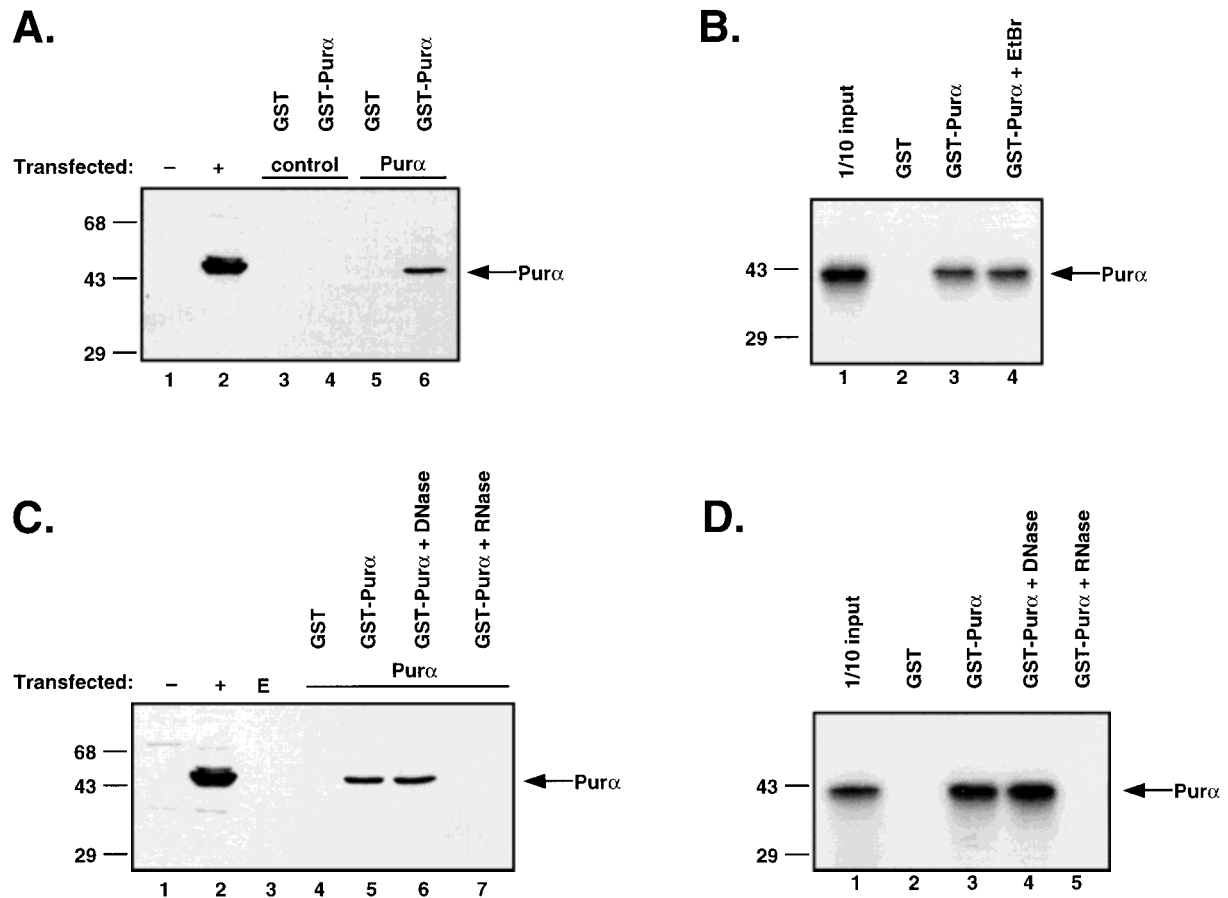 A.
GST
GST-Purα
GST
GST-Purα
Transfected: – + control Purα
68
43
29
Purα
1 2 3 4 5 6
B.
1/10 input
GST
GST-Purα
GST-Purα + EtBr
43
29
Purα
1 2 3 4
C.
GST
GST-Purα
GST-Purα + DNase
GST-Purα + RNase
Purα
Transfected: – + E
68
43
29
Purα
1 2 3 4 5 6 7
D.
1/10 input
GST
GST-Purα
GST-Purα + DNase
GST-Purα + RNase
43
29
Purα
1 2 3 4 5